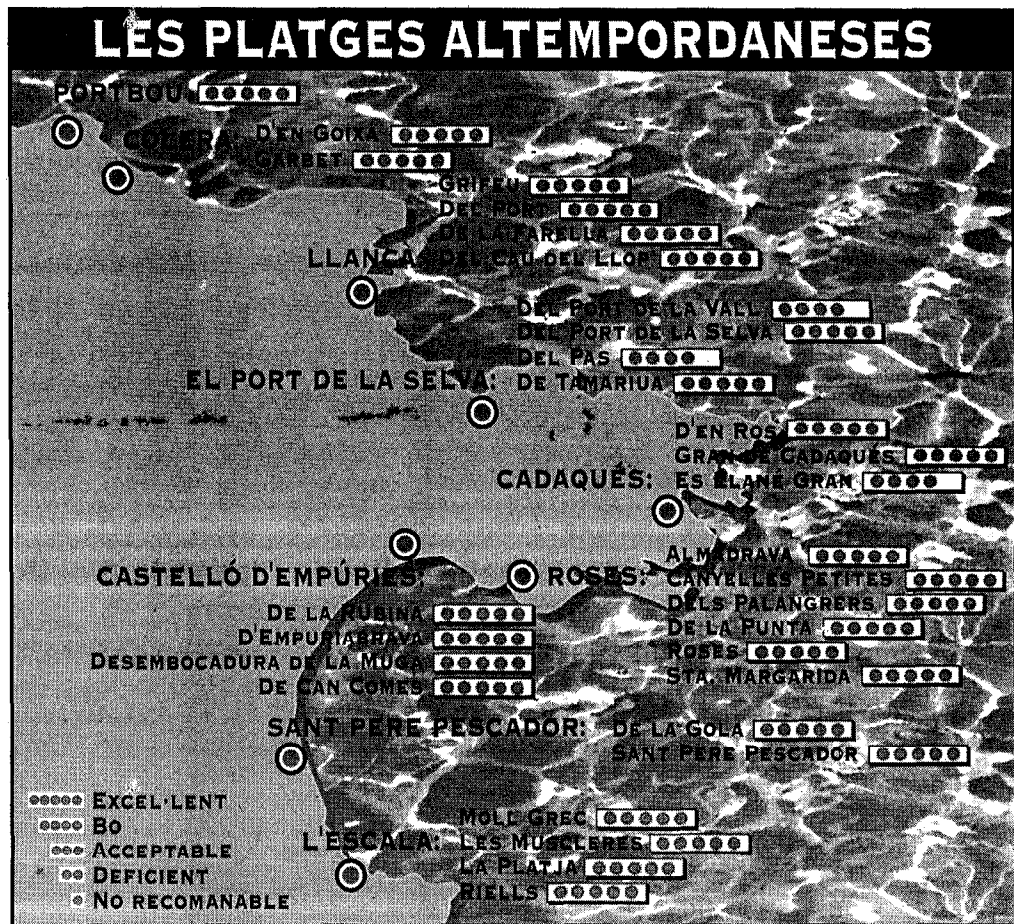 LES PLATGES ALTEMPORDANESES
PORTBOU:
COLERA: D'EN GOIXA
GARBET
GRIFEU
DEL PORT
DE LA FARELLA
LLANÇÀ: DEL CAU DEL LLOP
DEL PORT DE LA VALL
DEL PORT DE LA SELVA
DEL PAS
EL PORT DE LA SELVA: DE TAMARIUA
D'EN ROS
GRAN DE CADAQUÉS
CADAQUÉS: ES LLANÉ GRAN
ALMADRAVA
CASTELLÓ D'EMPÚRIES:
ROSES: CANYELLES PETITES
DELS PALANGRERS
DE LA PUNTA
ROSES
STA. MARGARIDA
DE LA RUBINA
D'EMPURIABRAVA
DESEMBOCADURA DE LA MUGA
DE CAN COMES
SANT PERE PESCADOR: DE LA GOLA
SANT PERE PESCADOR
MOLL GREC
L'ESCALA: LES MUSCLERES
LA PLATJA
RIELLS
EXCEL·LENT
BO
ACCEPTABLE
DEFICIENT
NO RECOMANABLE